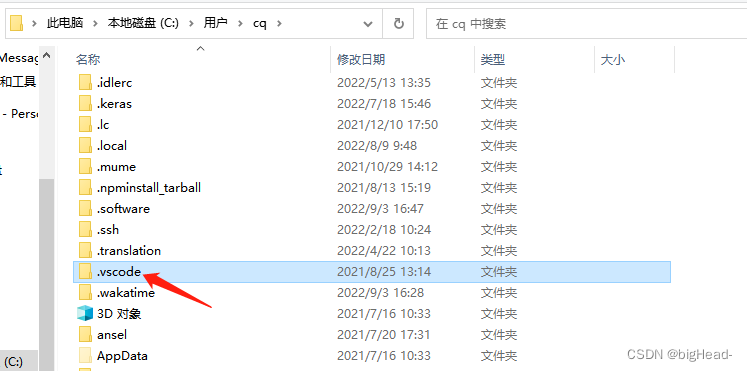 此电脑 > 本地磁盘 (C:) > 用户 > cq >
在 cq 中搜索
Messag
和工具
- Perso
(C:)
名称 修改日期 类型 大小
.idlerc 2022/5/13 13:35 文件夹
.keras 2022/7/18 15:46 文件夹
.lc 2021/12/10 17:50 文件夹
.local 2022/8/9 9:48 文件夹
.mume 2021/10/29 14:12 文件夹
.npminstall_tarball 2021/8/13 15:19 文件夹
.software 2022/9/3 16:47 文件夹
.ssh 2022/2/18 10:24 文件夹
.translation 2022/4/22 10:13 文件夹
.vscode 2021/8/25 13:14 文件夹
.wakatime 2022/9/3 16:28 文件夹
3D 对象 2021/7/16 10:33 文件夹
ansel 2021/7/20 17:31 文件夹
AppData 2021/7/16 10:33 文件夹
CSDN @bigHead-